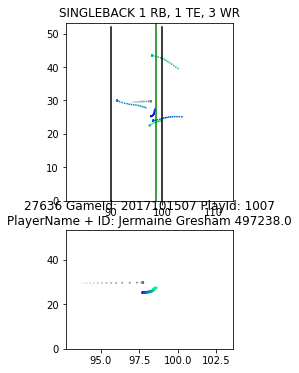 SINGLEBACK 1 RB, 1 TE, 3 WR
50
40
30
20
10
0
90 100 110
27636 GameId: 2017101507 PlayId: 1007
PlayerName + ID: Jermaine Gresham 497238.0
40
20
0
95.0 97.5 100.0 102.5